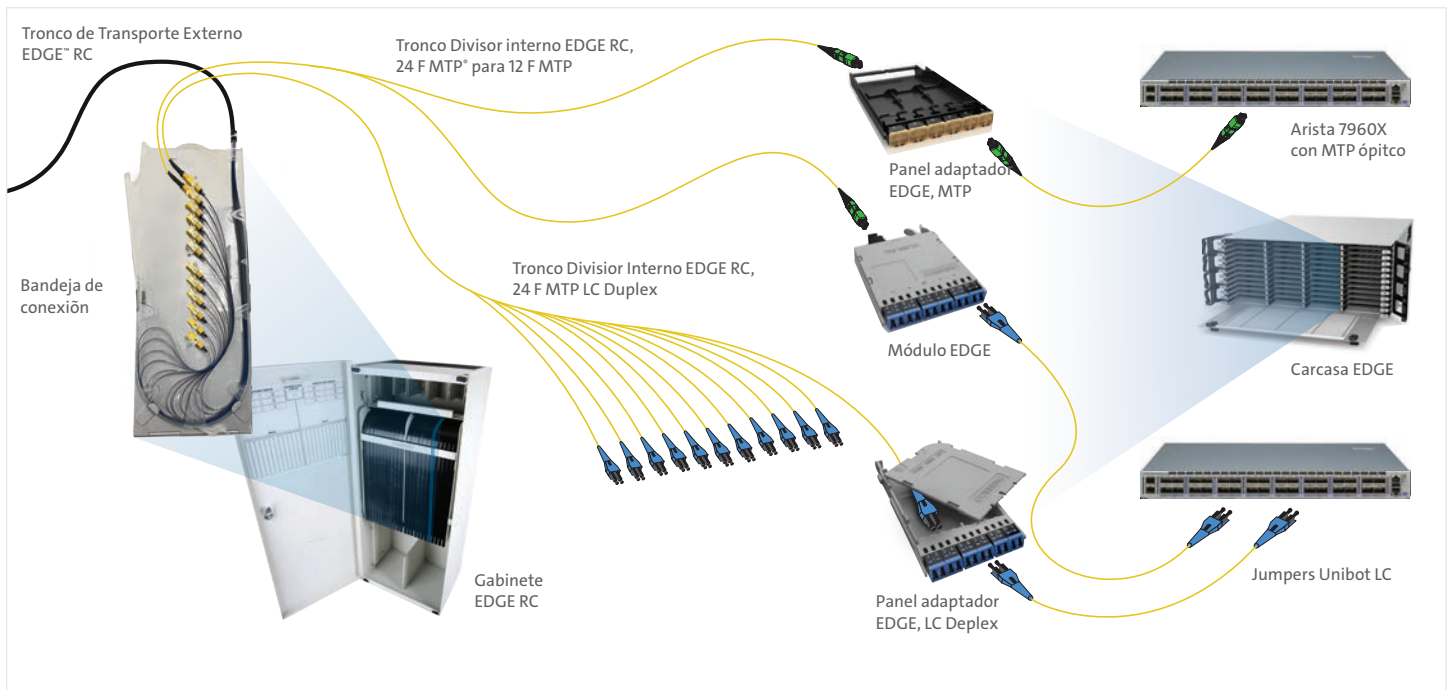 Tronco de Transporte Externo
EDGE™ RC
Tronco Divisor interno EDGE RC,
24 F MTP® para 12 F MTP
Arista 7960X
con MTP ópitco
Panel adaptador
EDGE, MTP
Bandeja de
conexiõn
Tronco Divisior Interno EDGE RC,
24 F MTP LC Duplex
Módulo EDGE
Carcasa EDGE
Gabinete
EDGE RC
Panel adaptador
EDGE, LC Deplex
Jumpers Unibot LC